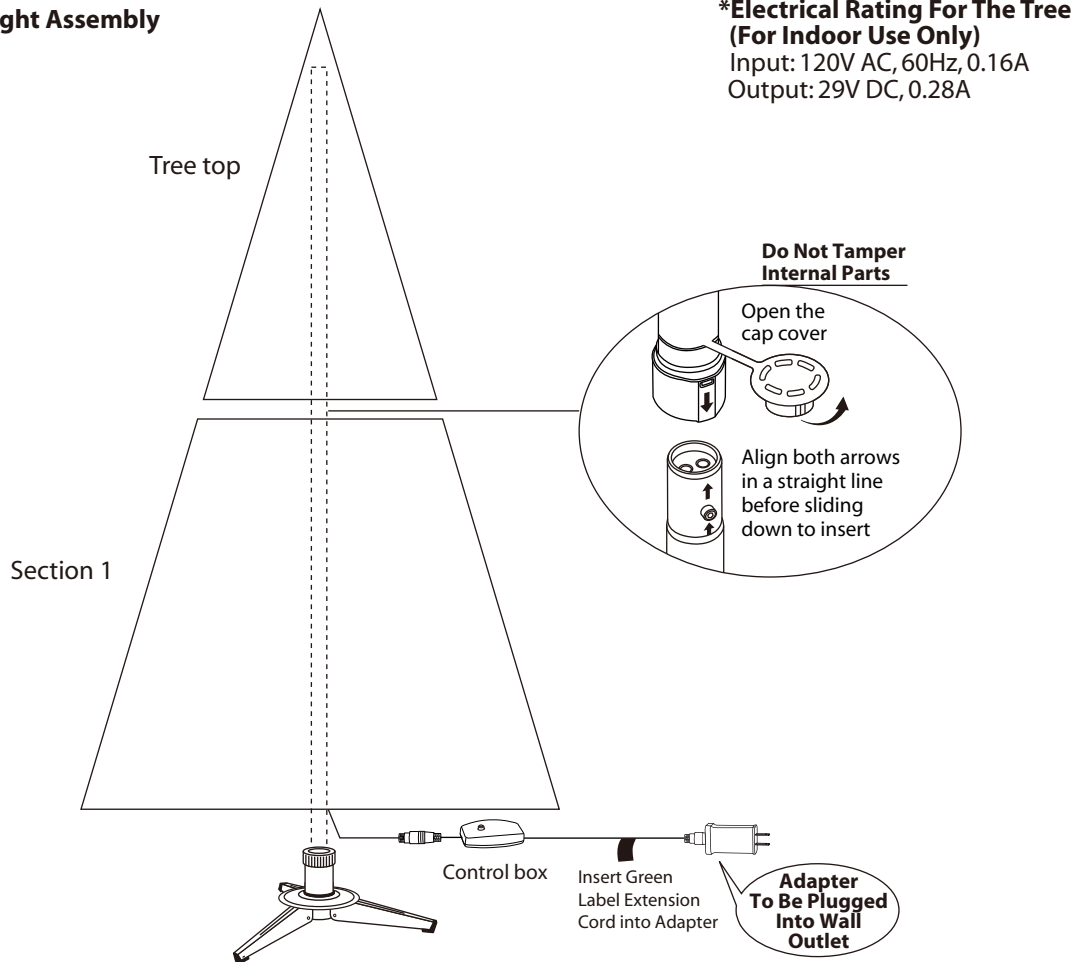 ght Assembly
*Electrical Rating For The Tree
(For Indoor Use Only)
Input: 120V AC, 60Hz, 0.16A
Output: 29V DC, 0.28A
Tree top
Do Not Tamper
Internal Parts
Open the
cap cover
Align both arrows
in a straight line
before sliding
down to insert
Section 1
Control box
Insert Green
Label Extension
Cord into Adapter
Adapter
To Be Plugged
Into Wall
Outlet